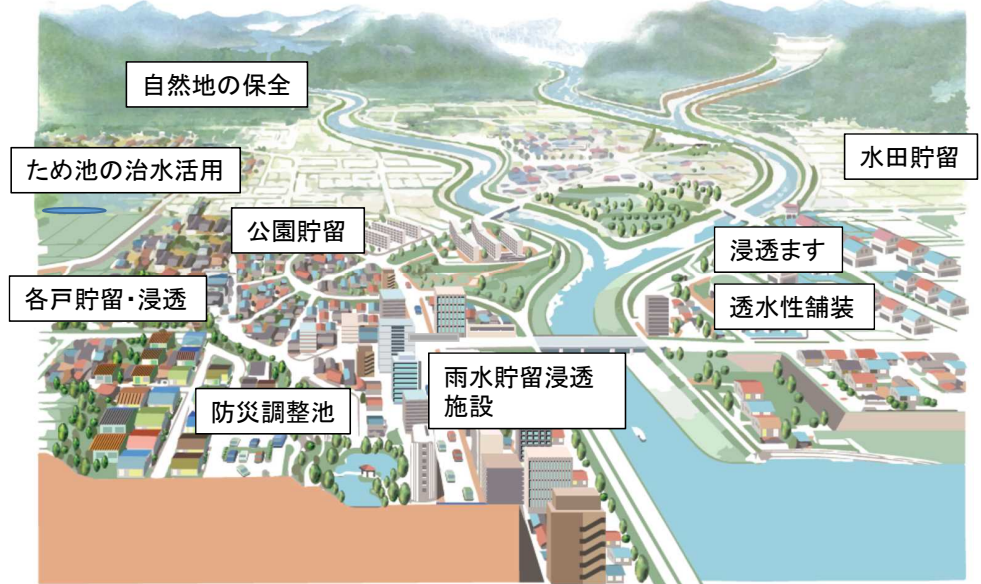 自然地の保全
ため池の治水活用
水田貯留
公園貯留
浸透ます
各戸貯留・浸透
透水性舗装
雨水貯留浸透
施設
防災調整池